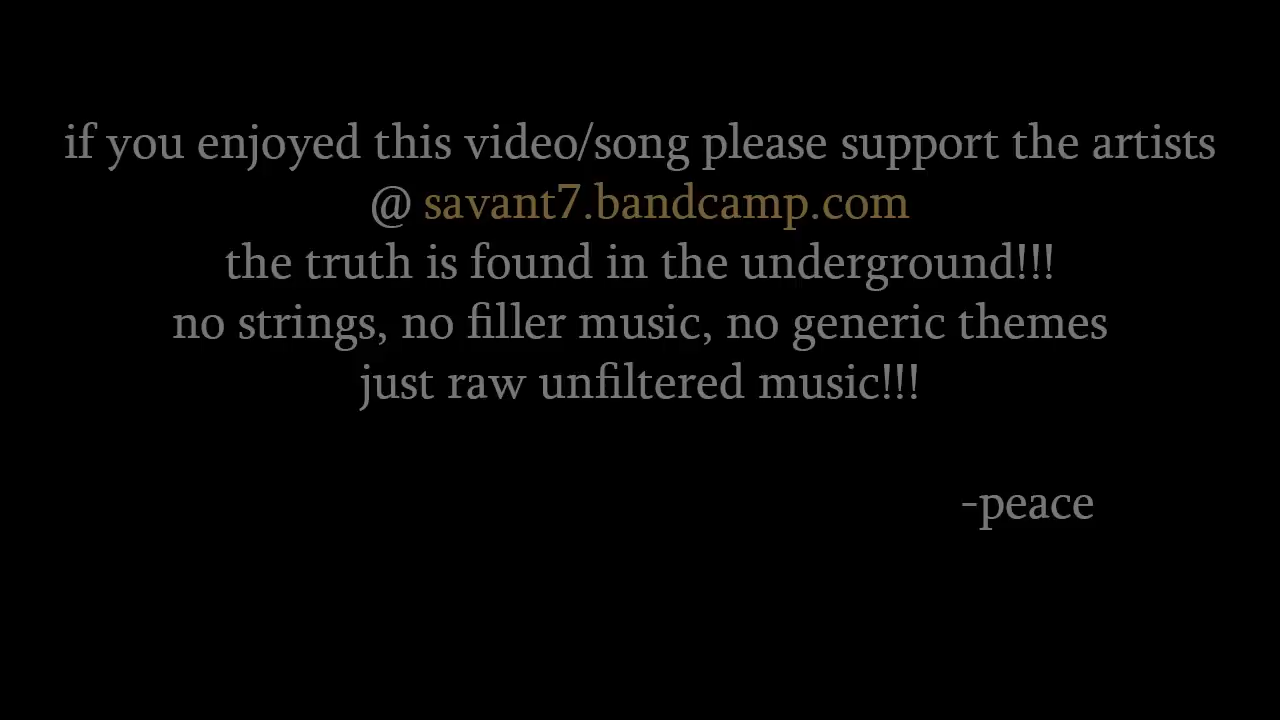 if you enjoyed this video/song please support the artists
@ savant7.bandcamp.com
the truth is found in the underground!!!
no strings, no filler music, no generic themes
just raw unfiltered music!!!
-peace